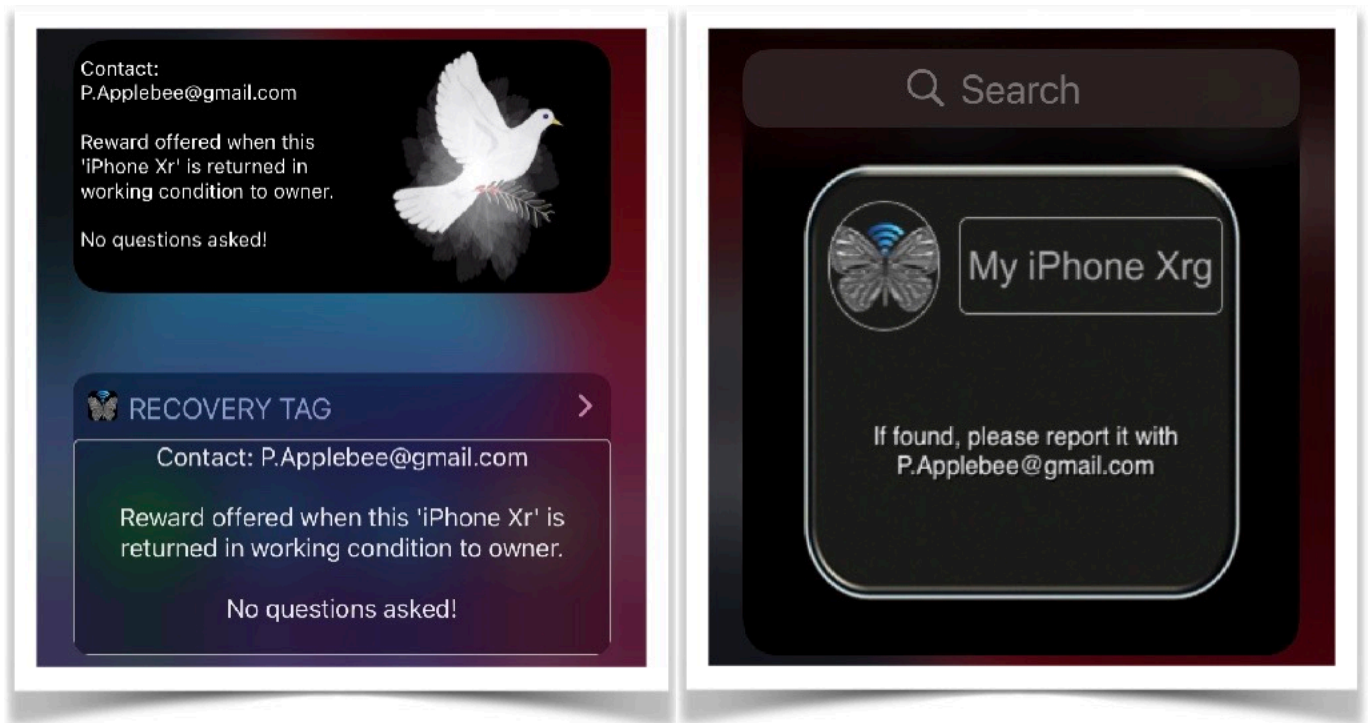 Contact:
P.Applebee@gmail.com
Reward offered when this
'iPhone Xr' is returned in
working condition to owner.
No questions asked!
RECOVERY TAG
Contact: P.Applebee@gmail.com
Reward offered when this 'iPhone Xr' is
returned in working condition to owner.
No questions asked!
Search
My iPhone Xrg
If found, please report it with
P.Applebee@gmail.com